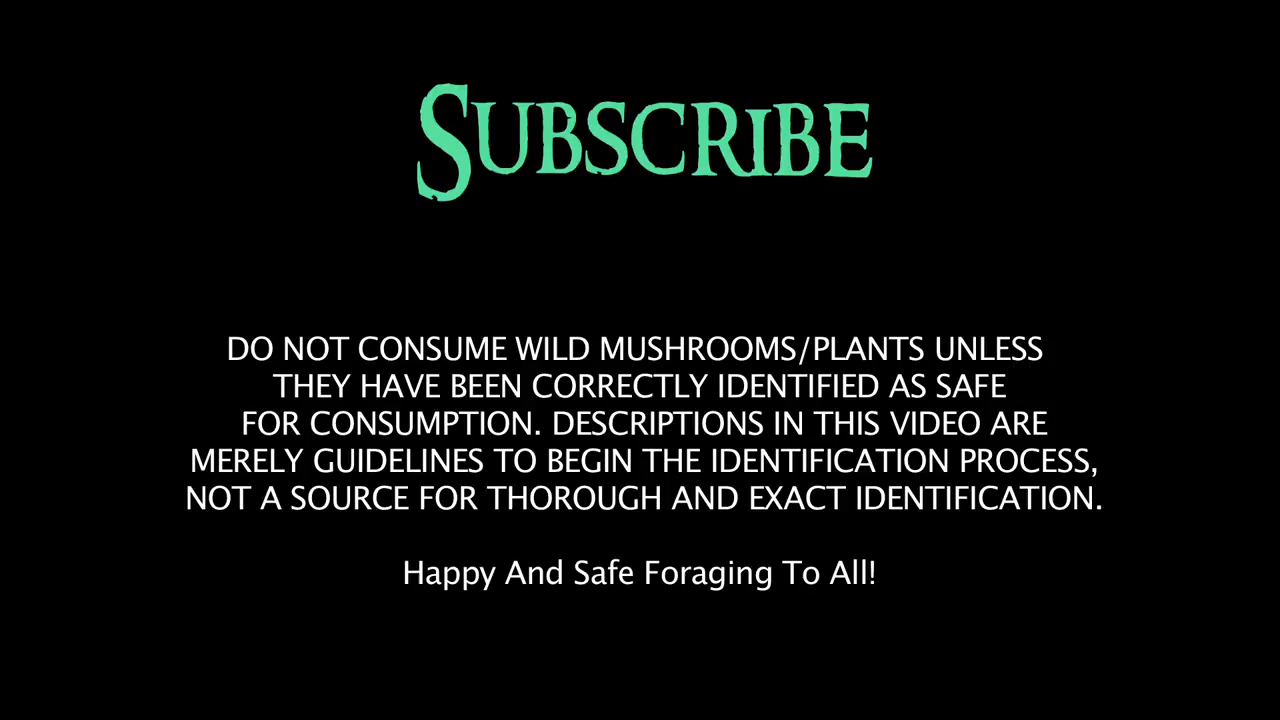 SUBSCRIBE
DO NOT CONSUME WILD MUSHROOMS/PLANTS UNLESS
THEY HAVE BEEN CORRECTLY IDENTIFIED AS SAFE
FOR CONSUMPTION. DESCRIPTIONS IN THIS VIDEO ARE
MERELY GUIDELINES TO BEGIN THE IDENTIFICATION PROCESS,
NOT A SOURCE FOR THOROUGH AND EXACT IDENTIFICATION.
Happy And Safe Foraging To All!